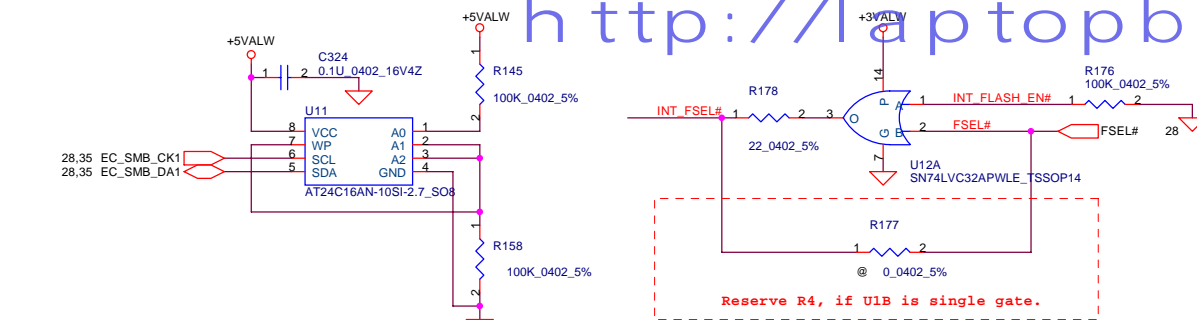 http://laptopb
+5VALW
+3VALW
+5VALW
C324
1 2
0.1U_0402_16V4Z
1
R145
100K_0402_5%
2
14
R176
100K_0402_5%
1 2
U11
8 VCC A0 1
7 WP A1 2
6 SCL A2 3
5 SDA GND 4
28,35 EC_SMB_CK1
28,35 EC_SMB_DA1
AT24C16AN-10SI-2.7_SO8
R178
INT_FSEL# 1 2 3
22_0402_5%
O P G A B
1 INT_FLASH_EN#
2 FSEL#
FSEL# 28
7
U12A
SN74LVC32APWLE_TSSOP14
1
R158
100K_0402_5%
2
R177
1 2
@ 0_0402_5%
Reserve R4, if U1B is single gate.